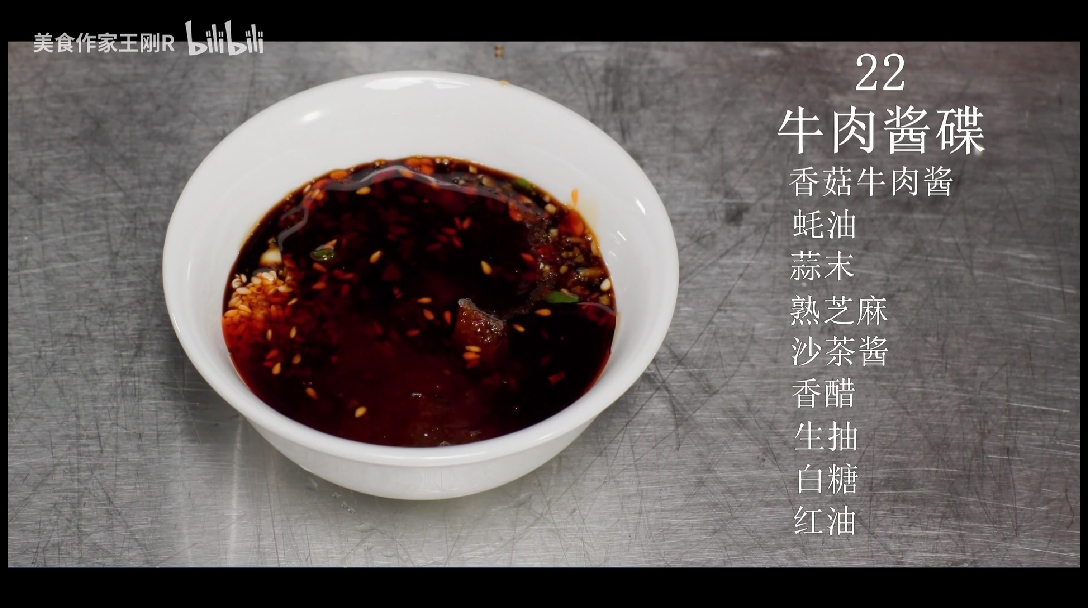 美食作家王刚R bilibili
22
牛肉酱碟
香菇牛肉酱
蚝油
蒜末
熟芝麻
沙茶酱
香醋
生抽
白糖
红油